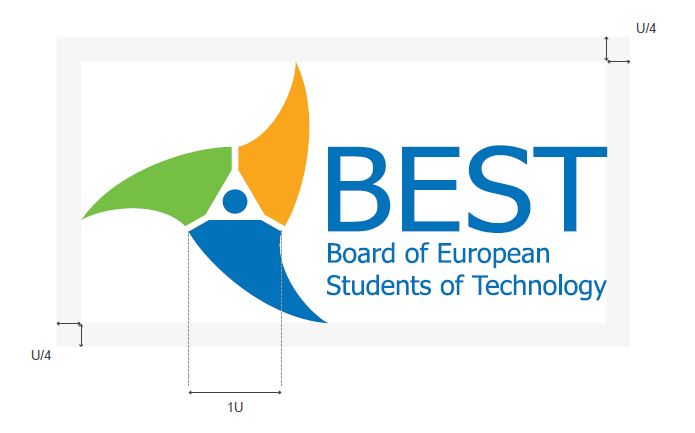 U/4
BEST
Board of European
Students of Technology
U/4
1U